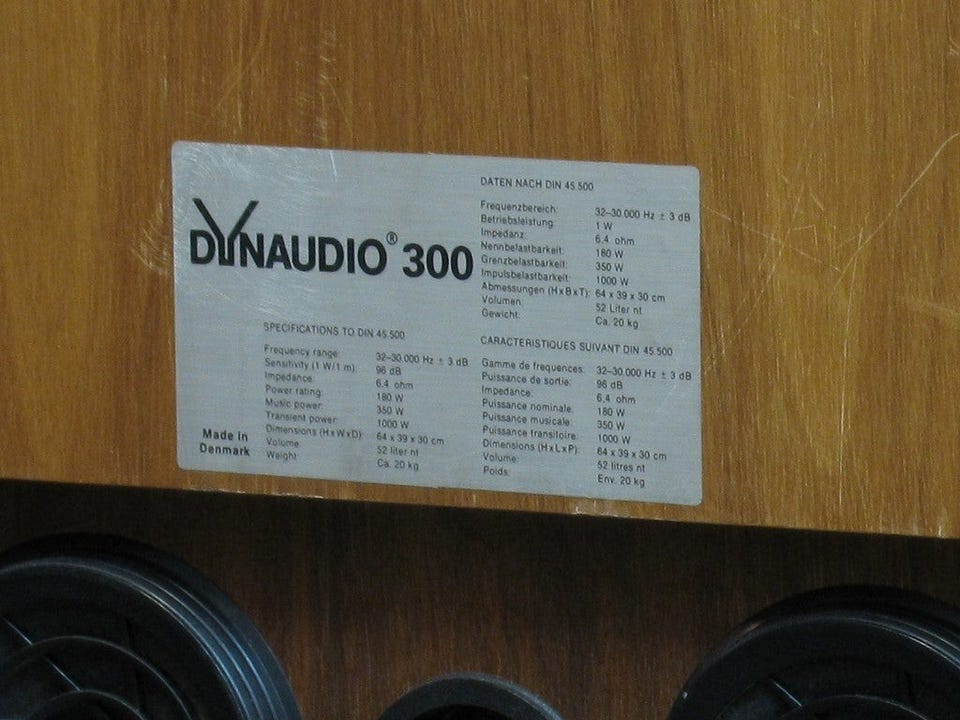 DYNAUDIO® 300
DATEN NACH DIN 45.500
Frequenzbereich: 32–30.000 Hz ± 3 dB
Betriebsleistung: 1 W
Impedanz: 6,4 ohm
Nennbelastbarkeit: 180 W
Grenzbelastbarkeit: 350 W
Impulsbelastbarkeit: 1000 W
Abmessungen (HxBxT): 64 x 39 x 30 cm
Volumen: 52 Liter nt
Gewicht: Ca. 20 kg
SPECIFICATIONS TO DIN 45.500
Frequency range: 32–30.000 Hz ± 3 dB
Sensitivity (1 W/1 m): 96 dB
Impedance: 6,4 ohm
Power rating: 180 W
Music power: 350 W
Transient power: 1000 W
Dimensions (HxWxD): 64 x 39 x 30 cm
Volume: 52 liter nt
Weight: Ca. 20 kg
Made in
Denmark
CARACTERISTIQUES SUIVANT DIN 45.500
Gamme de frequences: 32–30.000 Hz ± 3 dB
Puissance de sortie: 96 dB
Impedance: 6,4 ohm
Puissance nominale: 180 W
Puissance musicale: 350 W
Puissance transitoire: 1000 W
Dimensions (HxLxP): 64 x 39 x 30 cm
Volume: 52 litres nt
Poids: Env. 20 kg